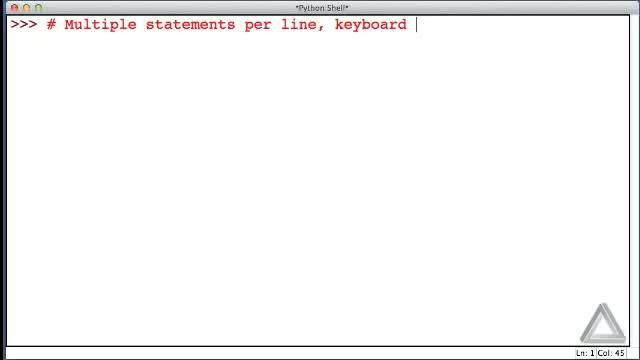 *Python Shell*
>>> # Multiple statements per line, keyboard
Ln: 1 Col: 45